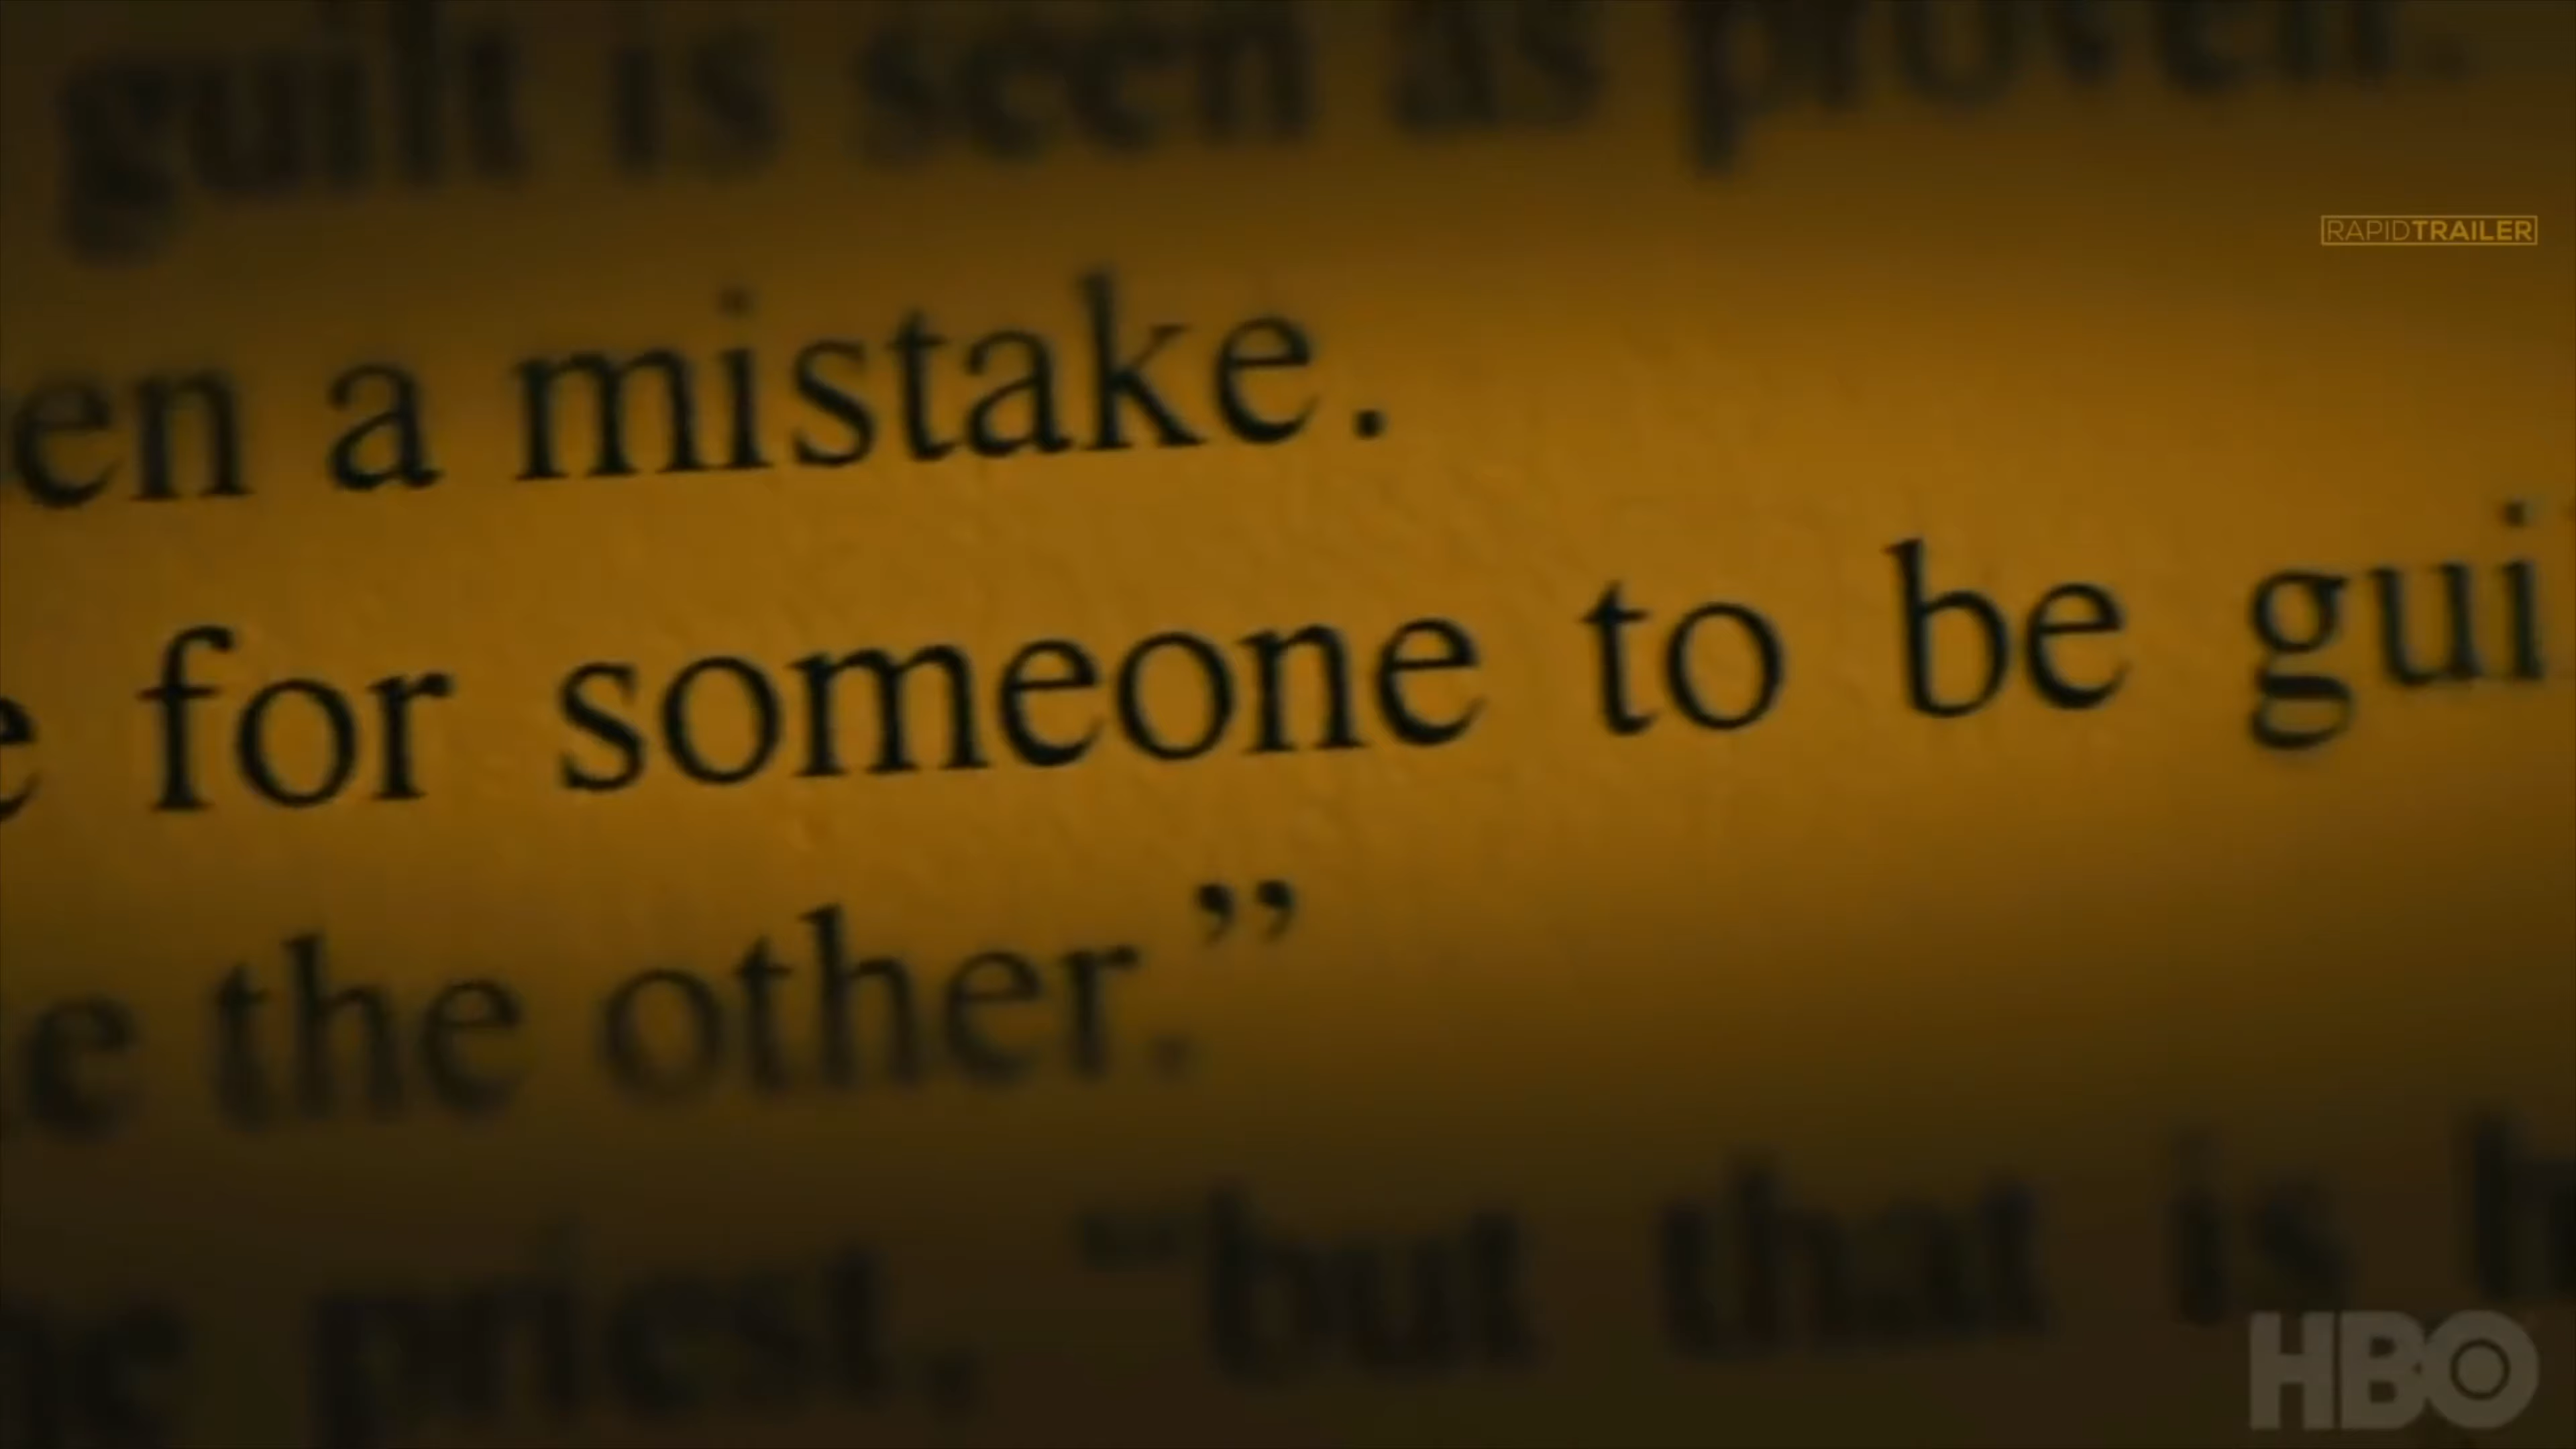 guilt is seen as proven.
RAPIDTRAILER
en a mistake.
e for someone to be gui
e the other.”
priest, “but that is
HBO